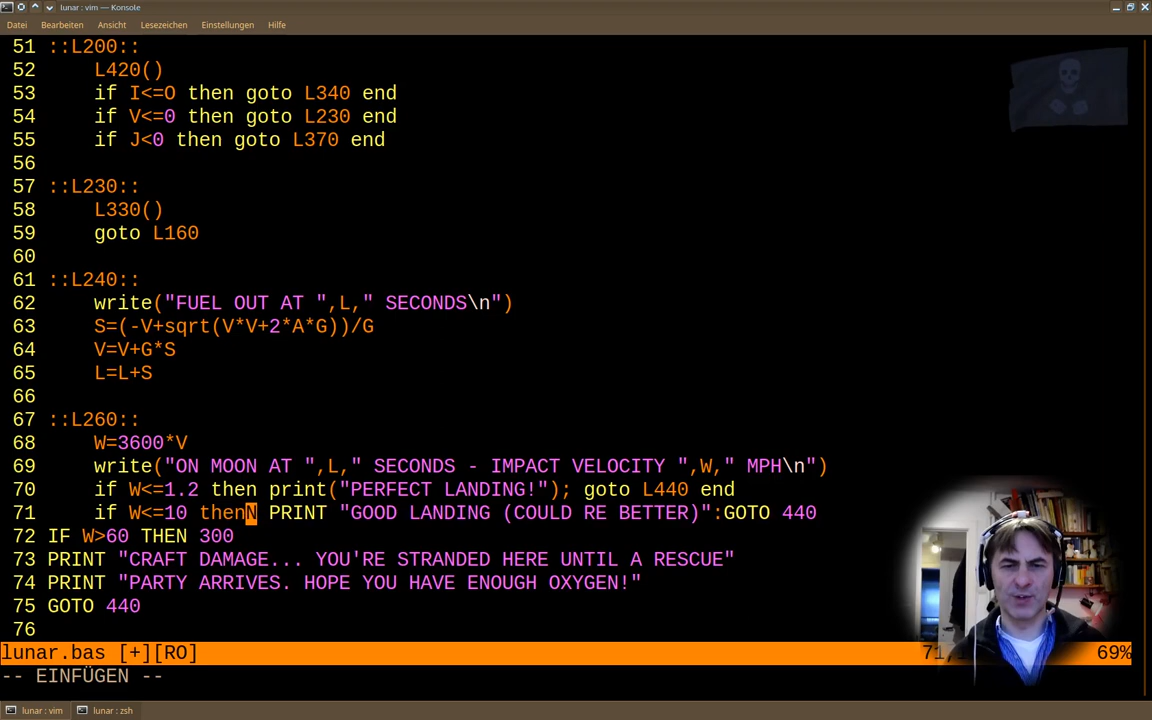 lunar : vim — Konsole
Datei Bearbeiten Ansicht Lesezeichen Einstellungen Hilfe
51 ::L200::
52     L420()
53     if I<=O then goto L340 end
54     if V<=0 then goto L230 end
55     if J<0 then goto L370 end
56
57 ::L230::
58     L330()
59     goto L160
60
61 ::L240::
62     write("FUEL OUT AT ",L," SECONDS\n")
63     S=(-V+sqrt(V*V+2*A*G))/G
64     V=V+G*S
65     L=L+S
66
67 ::L260::
68     W=3600*V
69     write("ON MOON AT ",L," SECONDS - IMPACT VELOCITY ",W," MPH\n")
70     if W<=1.2 then print("PERFECT LANDING!"); goto L440 end
71     if W<=10 thenN PRINT "GOOD LANDING (COULD RE BETTER)":GOTO 440
72 IF W>60 THEN 300
73 PRINT "CRAFT DAMAGE... YOU'RE STRANDED HERE UNTIL A RESCUE"
74 PRINT "PARTY ARRIVES. HOPE YOU HAVE ENOUGH OXYGEN!"
75 GOTO 440
76
lunar.bas [+][RO] 69%
-- EINFÜGEN --
lunar : vim lunar : zsh